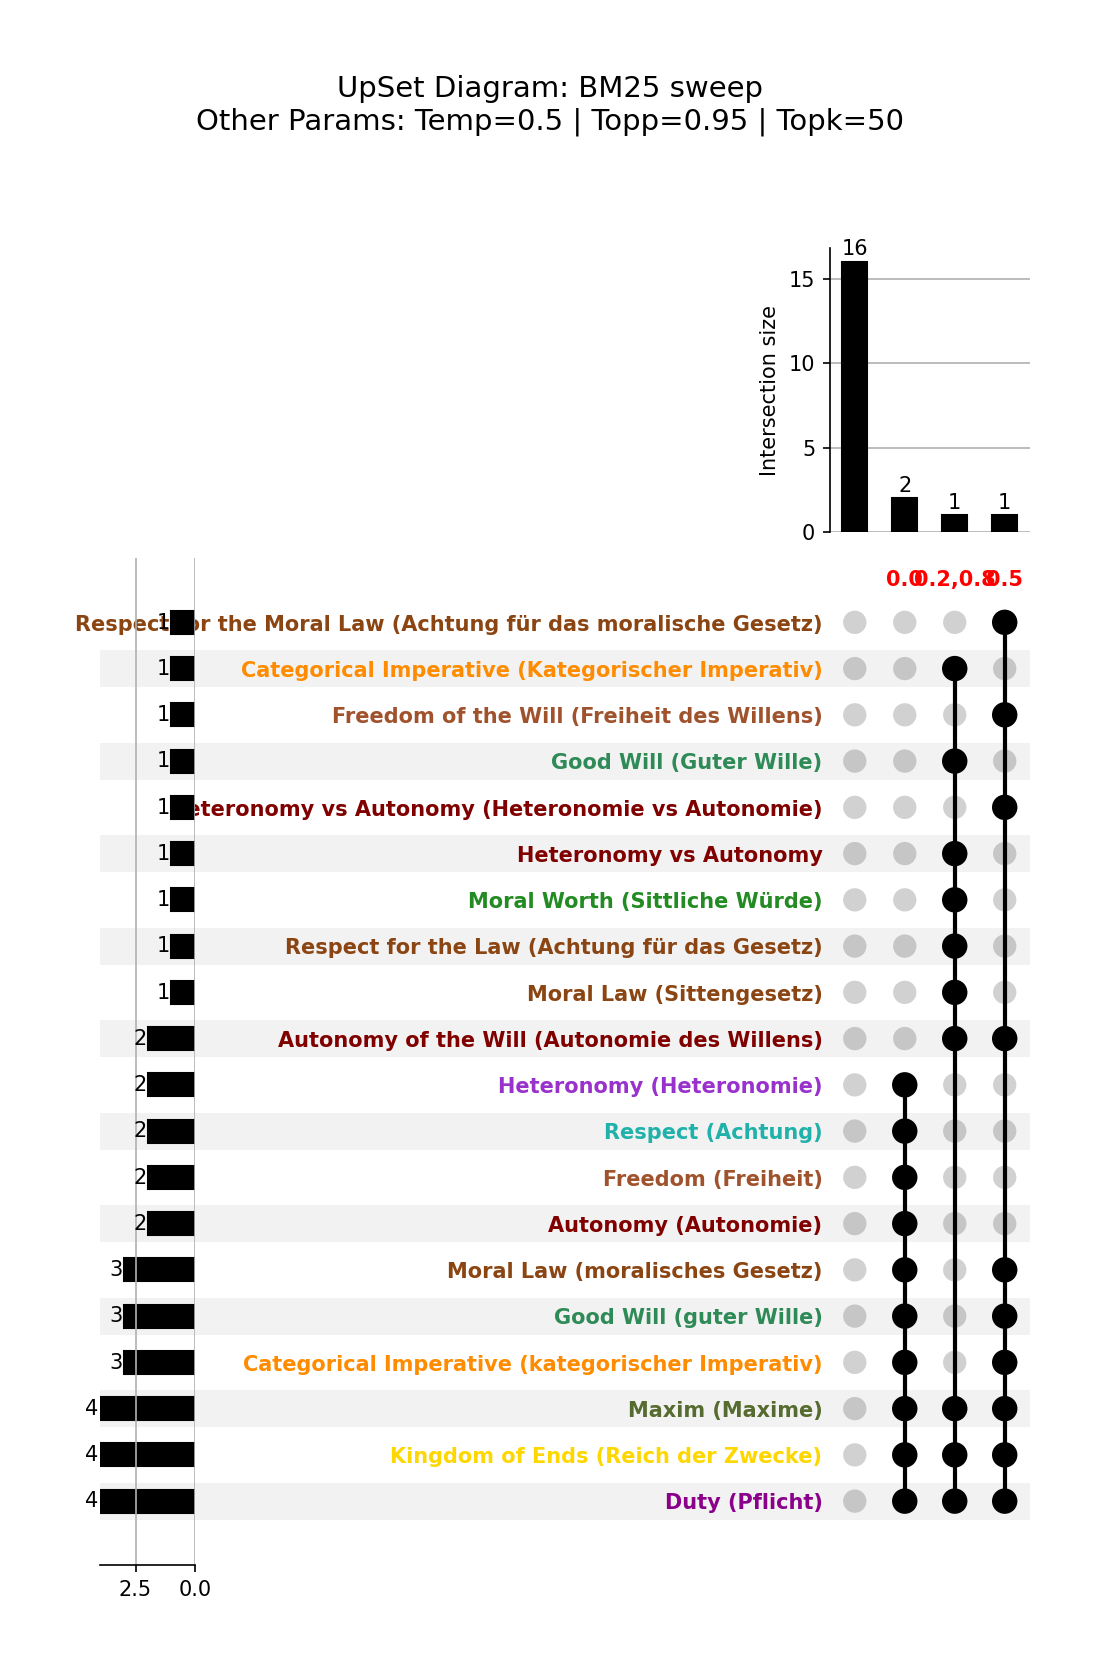 UpSet Diagram: BM25 sweep
Other Params: Temp=0.5 | Topp=0.95 | Topk=50
16
15
Intersection size
10
5
2
1
1
0
0.0
0.2,0.8
0.5
1
Respect for the Moral Law (Achtung für das moralische Gesetz)
1
Categorical Imperative (Kategorischer Imperativ)
1
Freedom of the Will (Freiheit des Willens)
1
Good Will (Guter Wille)
1
Heteronomy vs Autonomy (Heteronomie vs Autonomie)
1
Heteronomy vs Autonomy
1
Moral Worth (Sittliche Würde)
1
Respect for the Law (Achtung für das Gesetz)
1
Moral Law (Sittengesetz)
2
Autonomy of the Will (Autonomie des Willens)
2
Heteronomy (Heteronomie)
2
Respect (Achtung)
2
Freedom (Freiheit)
2
Autonomy (Autonomie)
3
Moral Law (moralisches Gesetz)
3
Good Will (guter Wille)
3
Categorical Imperative (kategorischer Imperativ)
4
Maxim (Maxime)
4
Kingdom of Ends (Reich der Zwecke)
4
Duty (Pflicht)
2.5
0.0